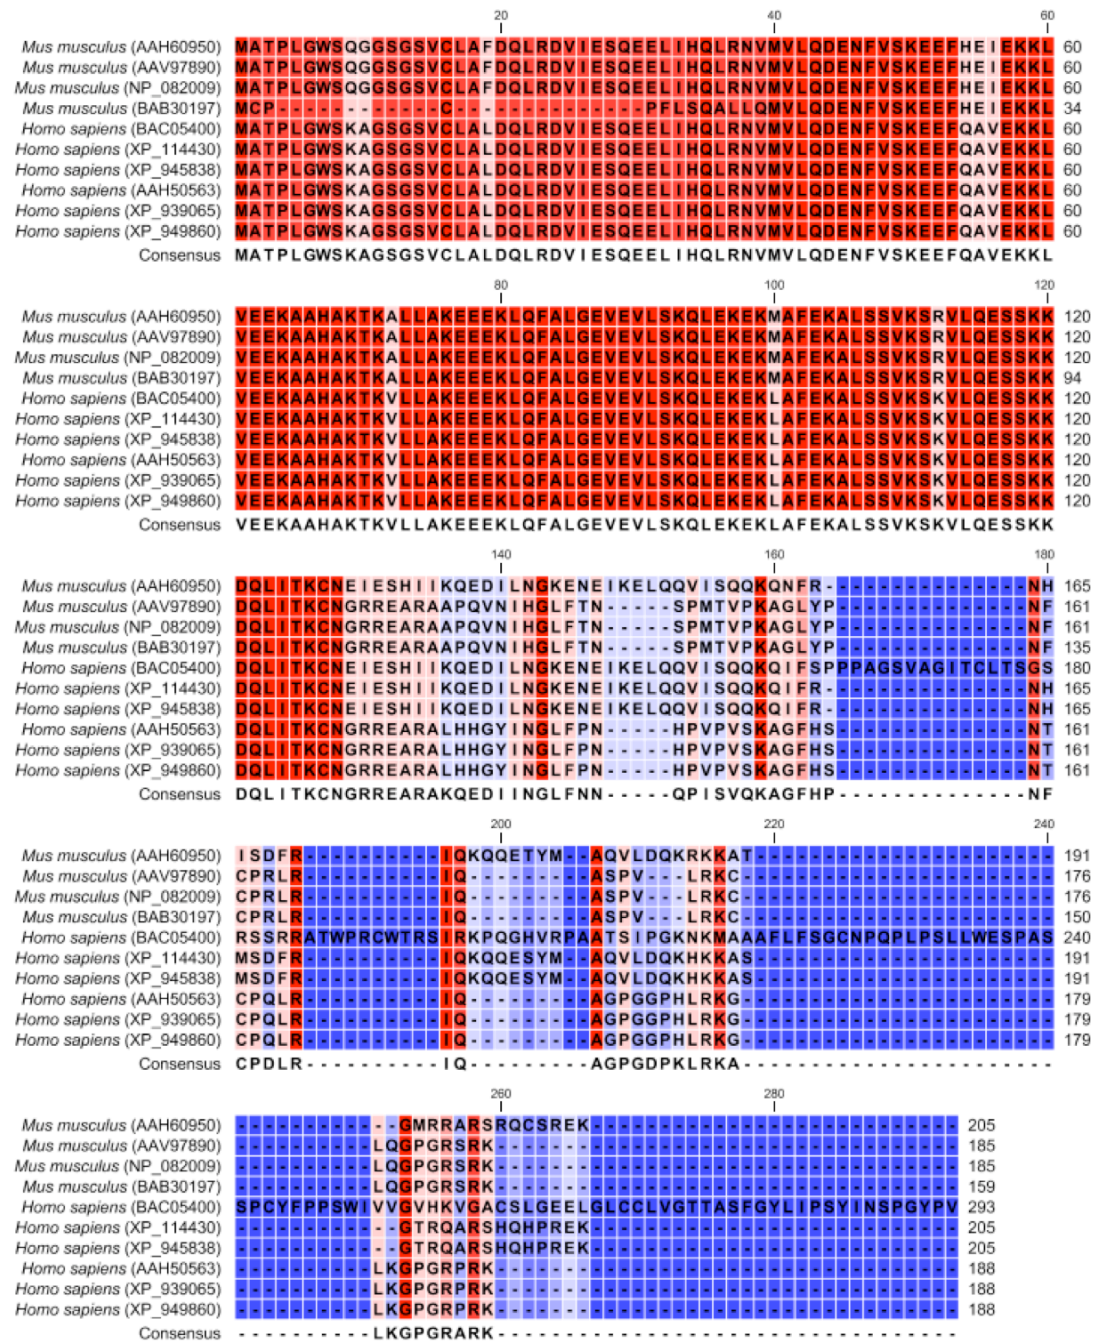 20 40 60
Mus musculus (AAH60950) MATPLGWSQGGSGSVCLAFDQLRDVIESQEELIHQLRNVMVLQDENFVSKEEFHEIEKKL 60
Mus musculus (AAV97890) MATPLGWSQGGSGSVCLAFDQLRDVIESQEELIHQLRNVMVLQDENFVSKEEFHEIEKKL 60
Mus musculus (NP_082009) MATPLGWSQGGSGSVCLAFDQLRDVIESQEELIHQLRNVMVLQDENFVSKEEFHEIEKKL 60
Mus musculus (BAB30197) MCP------------C--------------PFLSQALLQMVLQDENFVSKEEFHEIEKKL 34
Homo sapiens (BAC05400) MATPLGWSKAGSGSVCLALDQLRDVIESQEELIHQLRNVMVLQDENFVSKEEFQAVEKKL 60
Homo sapiens (XP_114430) MATPLGWSKAGSGSVCLALDQLRDVIESQEELIHQLRNVMVLQDENFVSKEEFQAVEKKL 60
Homo sapiens (XP_945838) MATPLGWSKAGSGSVCLALDQLRDVIESQEELIHQLRNVMVLQDENFVSKEEFQAVEKKL 60
Homo sapiens (AAH50563) MATPLGWSKAGSGSVCLALDQLRDVIESQEELIHQLRNVMVLQDENFVSKEEFQAVEKKL 60
Homo sapiens (XP_939065) MATPLGWSKAGSGSVCLALDQLRDVIESQEELIHQLRNVMVLQDENFVSKEEFQAVEKKL 60
Homo sapiens (XP_949860) MATPLGWSKAGSGSVCLALDQLRDVIESQEELIHQLRNVMVLQDENFVSKEEFQAVEKKL 60
Consensus MATPLGWSKAGSGSVCLALDQLRDVIESQEELIHQLRNVMVLQDENFVSKEEFQAVEKKL
80 100 120
Mus musculus (AAH60950) VEEKAAHAKTKALLAKEEEKLQFALGEVEVLSKQLEKEKMAFEKALSSVKSRVLQESSKK 120
Mus musculus (AAV97890) VEEKAAHAKTKALLAKEEEKLQFALGEVEVLSKQLEKEKMAFEKALSSVKSRVLQESSKK 120
Mus musculus (NP_082009) VEEKAAHAKTKALLAKEEEKLQFALGEVEVLSKQLEKEKMAFEKALSSVKSRVLQESSKK 120
Mus musculus (BAB30197) VEEKAAHAKTKALLAKEEEKLQFALGEVEVLSKQLEKEKMAFEKALSSVKSRVLQESSKK 94
Homo sapiens (BAC05400) VEEKAAHAKTKVLLAKEEEKLQFALGEVEVLSKQLEKEKLAFEKALSSVKSKVLQESSKK 120
Homo sapiens (XP_114430) VEEKAAHAKTKVLLAKEEEKLQFALGEVEVLSKQLEKEKLAFEKALSSVKSKVLQESSKK 120
Homo sapiens (XP_945838) VEEKAAHAKTKVLLAKEEEKLQFALGEVEVLSKQLEKEKLAFEKALSSVKSKVLQESSKK 120
Homo sapiens (AAH50563) VEEKAAHAKTKVLLAKEEEKLQFALGEVEVLSKQLEKEKLAFEKALSSVKSKVLQESSKK 120
Homo sapiens (XP_939065) VEEKAAHAKTKVLLAKEEEKLQFALGEVEVLSKQLEKEKLAFEKALSSVKSKVLQESSKK 120
Homo sapiens (XP_949860) VEEKAAHAKTKVLLAKEEEKLQFALGEVEVLSKQLEKEKLAFEKALSSVKSKVLQESSKK 120
Consensus VEEKAAHAKTKVLLAKEEEKLQFALGEVEVLSKQLEKEKLAFEKALSSVKSKVLQESSKK
140 160 180
Mus musculus (AAH60950) DQLITKCNEIESHIIKQEDILNGKENEIKELQQVISQQKQNFR---------------NH 165
Mus musculus (AAV97890) DQLITKCNGRREARAAPQVNIHGLFTN-----SPMTVPKAGLYP--------------NF 161
Mus musculus (NP_082009) DQLITKCNGRREARAAPQVNIHGLFTN-----SPMTVPKAGLYP--------------NF 161
Mus musculus (BAB30197) DQLITKCNGRREARAAPQVNIHGLFTN-----SPMTVPKAGLYP--------------NF 135
Homo sapiens (BAC05400) DQLITKCNEIESHIIKQEDILNGKENEIKELQQVISQQKQIFSPPPAGSVAGITCLTSGS 180
Homo sapiens (XP_114430) DQLITKCNEIESHIIKQEDILNGKENEIKELQQVISQQKQIFR---------------NH 165
Homo sapiens (XP_945838) DQLITKCNEIESHIIKQEDILNGKENEIKELQQVISQQKQIFR---------------NH 165
Homo sapiens (AAH50563) DQLITKCNGRREARALHHGYINGLFPN-----HPVPVSKAGFHS--------------NT 161
Homo sapiens (XP_939065) DQLITKCNGRREARALHHGYINGLFPN-----HPVPVSKAGFHS--------------NT 161
Homo sapiens (XP_949860) DQLITKCNGRREARALHHGYINGLFPN-----HPVPVSKAGFHS--------------NT 161
Consensus DQLITKCNGRREARAKQEDIINGLFNN-----QPISVQKAGFHP--------------NF
200 220 240
Mus musculus (AAH60950) ISDFR----------IQKQQETYM--AQVLDQKRKKAT---------------------- 191
Mus musculus (AAV97890) CPRLR----------IQ---------ASPV---LRKC----------------------- 176
Mus musculus (NP_082009) CPRLR----------IQ---------ASPV---LRKC----------------------- 176
Mus musculus (BAB30197) CPRLR----------IQ---------ASPV---LRKC----------------------- 150
Homo sapiens (BAC05400) RSSRRATWPRCWTRSIRKPQGHVRPAATSIPGKNKMAAAFLFSGCNPQPLPSLLWESPAS 240
Homo sapiens (XP_114430) MSDFR----------IQKQQESYM--AQVLDQKHKKAS---------------------- 191
Homo sapiens (XP_945838) MSDFR----------IQKQQESYM--AQVLDQKHKKAS---------------------- 191
Homo sapiens (AAH50563) CPQLR----------IQ---------AGPGGPHLRKG----------------------- 179
Homo sapiens (XP_939065) CPQLR----------IQ---------AGPGGPHLRKG----------------------- 179
Homo sapiens (XP_949860) CPQLR----------IQ---------AGPGGPHLRKG----------------------- 179
Consensus CPDLR----------IQ---------AGPGDPKLRKA-----------------------
260 280
Mus musculus (AAH60950) ------------GMRRARSRQCSREK--------------------------- 205
Mus musculus (AAV97890) ----------LQGPGRSRK---------------------------------- 185
Mus musculus (NP_082009) ----------LQGPGRSRK---------------------------------- 185
Mus musculus (BAB30197) ----------LQGPGRSRK---------------------------------- 159
Homo sapiens (BAC05400) SPCYFPPSWIVVGVHKVGACSLGEELGLCCLVGTTASFGYLIPSYINSPGYPV 293
Homo sapiens (XP_114430) ------------GTRQARSHQHPREK--------------------------- 205
Homo sapiens (XP_945838) ------------GTRQARSHQHPREK--------------------------- 205
Homo sapiens (AAH50563) ----------LKGPGRPRK---------------------------------- 188
Homo sapiens (XP_939065) ----------LKGPGRPRK---------------------------------- 188
Homo sapiens (XP_949860) ----------LKGPGRPRK---------------------------------- 188
Consensus ----------LKGPGRARK----------------------------------